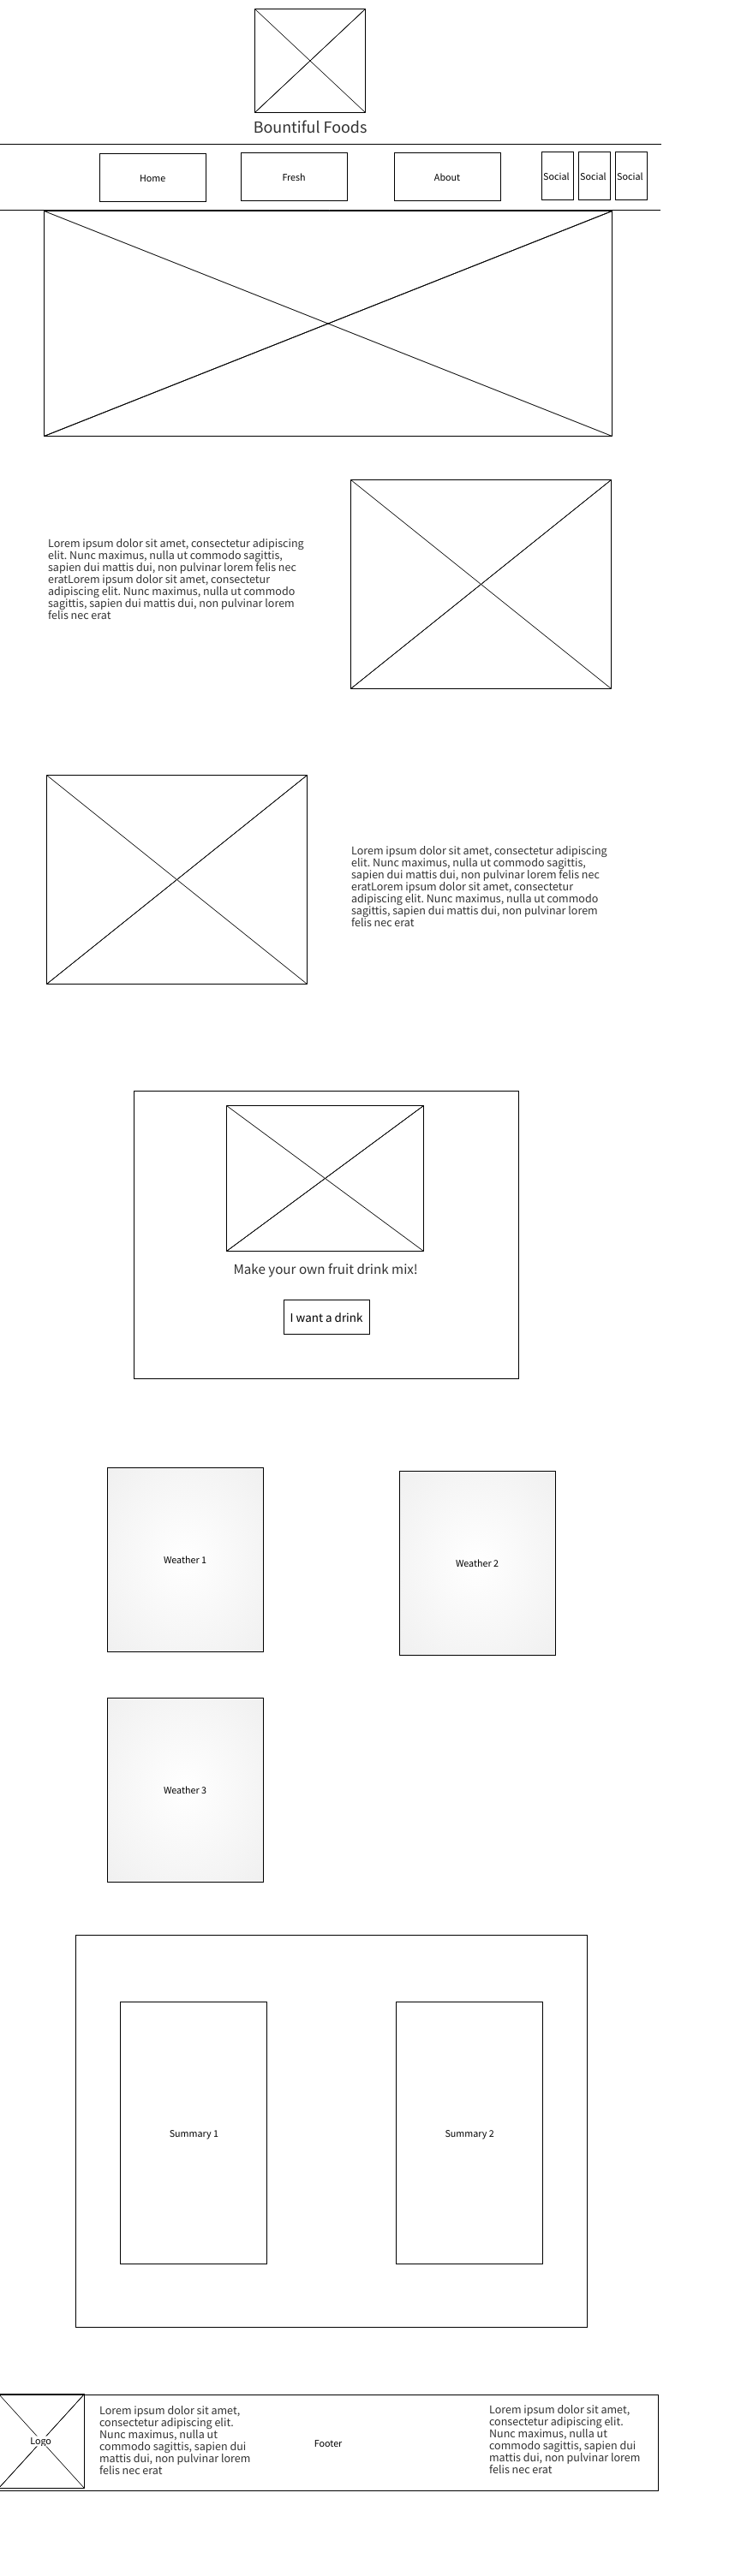 Bountiful Foods
Home
Fresh
About
Social
Social
Social
Lorem ipsum dolor sit amet, consectetur adipiscing
elit. Nunc maximus, nulla ut commodo sagittis,
sapien dui mattis dui, non pulvinar lorem felis nec
eratLorem ipsum dolor sit amet, consectetur
adipiscing elit. Nunc maximus, nulla ut commodo
sagittis, sapien dui mattis dui, non pulvinar lorem
felis nec erat
Lorem ipsum dolor sit amet, consectetur adipiscing
elit. Nunc maximus, nulla ut commodo sagittis,
sapien dui mattis dui, non pulvinar lorem felis nec
eratLorem ipsum dolor sit amet, consectetur
adipiscing elit. Nunc maximus, nulla ut commodo
sagittis, sapien dui mattis dui, non pulvinar lorem
felis nec erat
Make your own fruit drink mix!
I want a drink
Weather 1
Weather 2
Weather 3
Summary 1
Summary 2
Logo
Lorem ipsum dolor sit amet,
consectetur adipiscing elit.
Nunc maximus, nulla ut
commodo sagittis, sapien dui
mattis dui, non pulvinar lorem
felis nec erat
Footer
Lorem ipsum dolor sit amet,
consectetur adipiscing elit.
Nunc maximus, nulla ut
commodo sagittis, sapien dui
mattis dui, non pulvinar lorem
felis nec erat